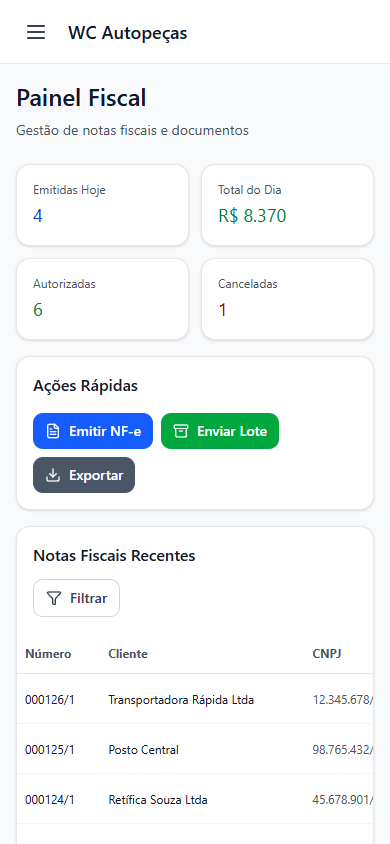 WC Autopeças
Painel Fiscal
Gestão de notas fiscais e documentos
Emitidas Hoje
4
Total do Dia
R$ 8.370
Autorizadas
6
Canceladas
1
Ações Rápidas
Emitir NF-e
Enviar Lote
Exportar
Notas Fiscais Recentes
Filtrar
Número Cliente CNPJ
000126/1 Transportadora Rápida Ltda 12.345.678/
000125/1 Posto Central 98.765.432/
000124/1 Retífica Souza Ltda 45.678.901/